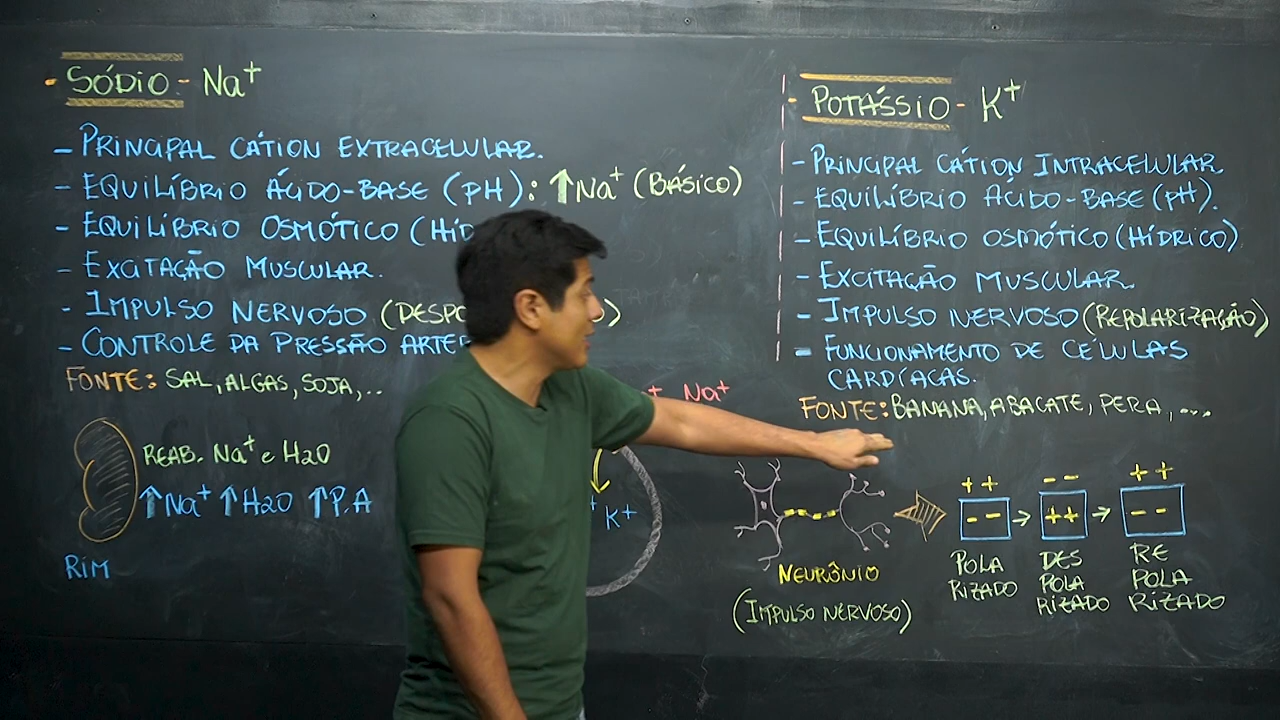 - SÓDIO - Na+
- PRINCIPAL CÁTION EXTRACELULAR.
- EQUILÍBRIO ÁCIDO-BASE (PH): ↑Na+ (BÁSICO)
- EQUILÍBRIO OSMÓTICO (HÍD
- EXCITAÇÃO MUSCULAR.
- IMPULSO NERVOSO (DESPO
- CONTROLE DA PRESSÃO ARTE
FONTE: SAL, ALGAS, SOJA,...
REAB. Na+ e H2O
↑Na+ ↑H2O ↑P.A
RIM
Na+
K+
- POTÁSSIO - K+
- PRINCIPAL CÁTION INTRACELULAR
- EQUILÍBRIO ÁCIDO-BASE (PH).
- EQUILÍBRIO OSMÓTICO (HÍDRICO).
- EXCITAÇÃO MUSCULAR.
- IMPULSO NERVOSO (REPOLARIZAÇÃO)
- FUNCIONAMENTO DE CÉLULAS
CARDÍACAS.
FONTE: BANANA, ABACATE, PERA, ...
NEURÔNIO
(IMPULSO NERVOSO)
++ -- ++
-- ++ --
POLA
RIZADO
DES
POLA
RIZADO
RE
POLA
RIZADO